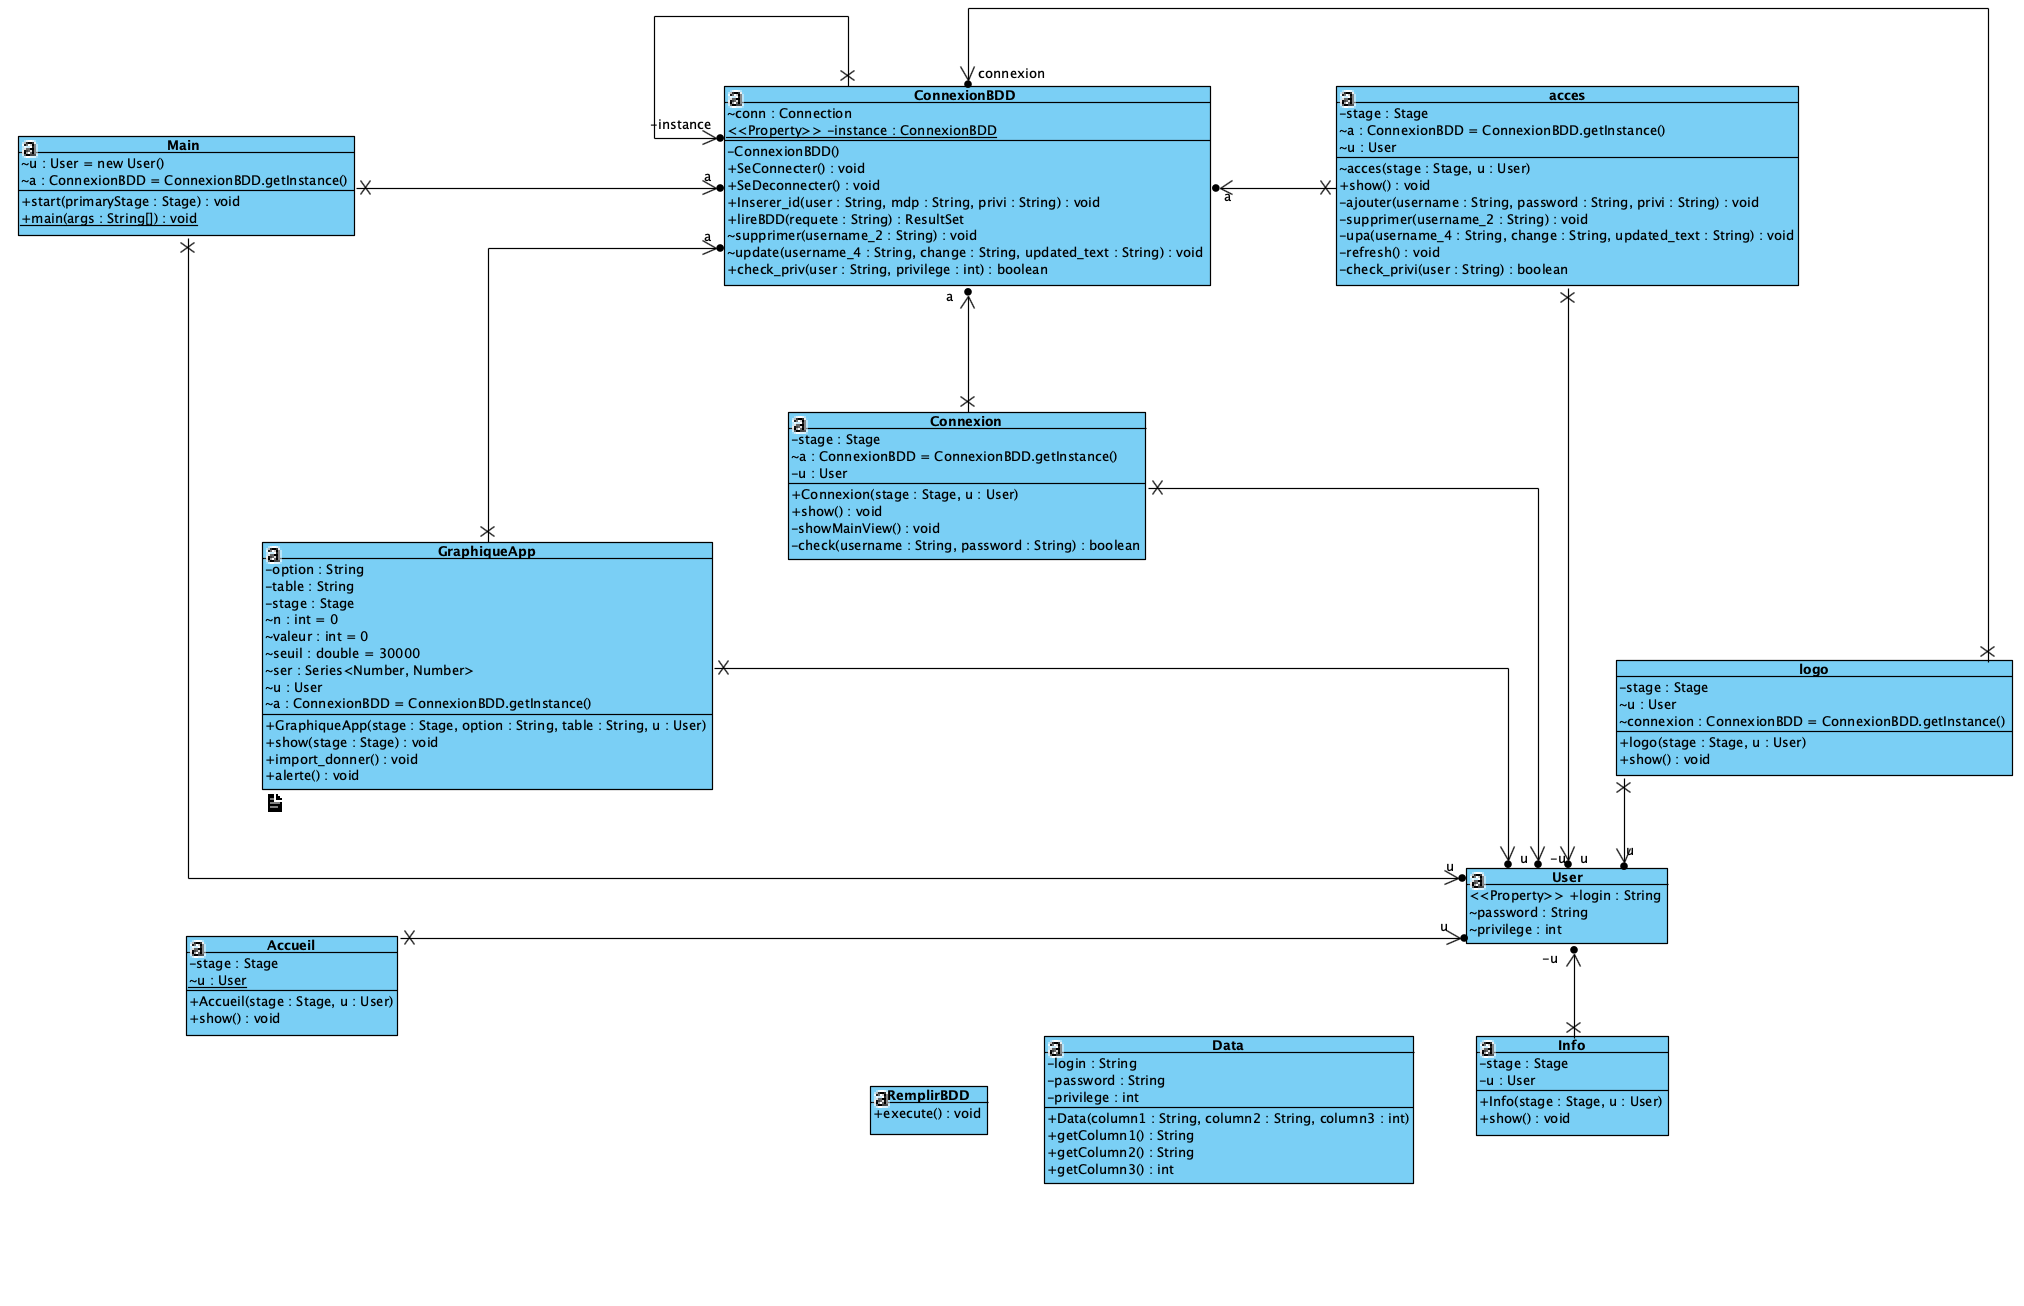 connexion
ConnexionBDD
~conn : Connection
<<Property>> -instance : ConnexionBDD
-ConnexionBDD()
+SeConnecter() : void
+SeDeconnecter() : void
+Inserer_id(user : String, mdp : String, privi : String) : void
+lireBDD(requete : String) : ResultSet
~supprimer(username_2 : String) : void
~update(username_4 : String, change : String, updated_text : String) : void
+check_priv(user : String, privilege : int) : boolean
-instance
a
a
a
a
acces
-stage : Stage
~a : ConnexionBDD = ConnexionBDD.getInstance()
~u : User
~acces(stage : Stage, u : User)
+show() : void
-ajouter(username : String, password : String, privi : String) : void
-supprimer(username_2 : String) : void
-upa(username_4 : String, change : String, updated_text : String) : void
-refresh() : void
-check_privi(user : String) : boolean
Main
~u : User = new User()
~a : ConnexionBDD = ConnexionBDD.getInstance()
+start(primaryStage : Stage) : void
+main(args : String[]) : void
Connexion
-stage : Stage
~a : ConnexionBDD = ConnexionBDD.getInstance()
-u : User
+Connexion(stage : Stage, u : User)
+show() : void
-showMainView() : void
-check(username : String, password : String) : boolean
GraphiqueApp
-option : String
-table : String
-stage : Stage
~n : int = 0
~valeur : int = 0
~seuil : double = 30000
~ser : Series<Number, Number>
~u : User
~a : ConnexionBDD = ConnexionBDD.getInstance()
+GraphiqueApp(stage : Stage, option : String, table : String, u : User)
+show(stage : Stage) : void
+import_donner() : void
+alerte() : void
logo
-stage : Stage
~u : User
~connexion : ConnexionBDD = ConnexionBDD.getInstance()
+logo(stage : Stage, u : User)
+show() : void
u
-u
u
u
u
u
-u
User
<<Property>> +login : String
~password : String
~privilege : int
Accueil
-stage : Stage
~u : User
+Accueil(stage : Stage, u : User)
+show() : void
RemplirBDD
+execute() : void
Data
-login : String
-password : String
-privilege : int
+Data(column1 : String, column2 : String, column3 : int)
+getColumn1() : String
+getColumn2() : String
+getColumn3() : int
Info
-stage : Stage
-u : User
+Info(stage : Stage, u : User)
+show() : void